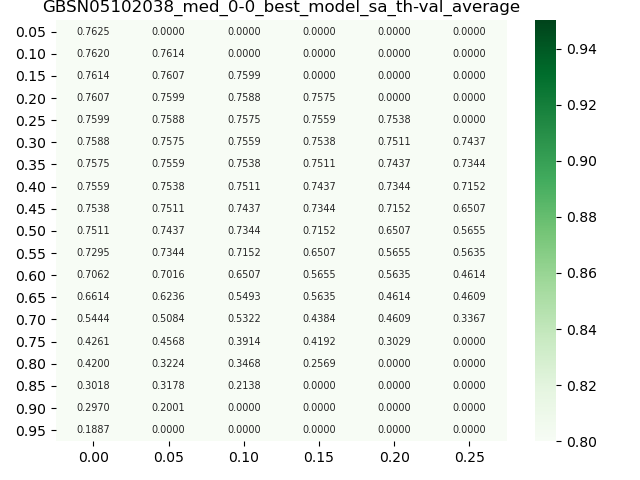 GBSN05102038_med_0-0_best_model_sa_th-val_average
0.05 0.7625 0.0000 0.0000 0.0000 0.0000 0.0000
0.10 0.7620 0.7614 0.0000 0.0000 0.0000 0.0000
0.15 0.7614 0.7607 0.7599 0.0000 0.0000 0.0000
0.20 0.7607 0.7599 0.7588 0.7575 0.0000 0.0000
0.25 0.7599 0.7588 0.7575 0.7559 0.7538 0.0000
0.30 0.7588 0.7575 0.7559 0.7538 0.7511 0.7437
0.35 0.7575 0.7559 0.7538 0.7511 0.7437 0.7344
0.40 0.7559 0.7538 0.7511 0.7437 0.7344 0.7152
0.45 0.7538 0.7511 0.7437 0.7344 0.7152 0.6507
0.50 0.7511 0.7437 0.7344 0.7152 0.6507 0.5655
0.55 0.7295 0.7344 0.7152 0.6507 0.5655 0.5635
0.60 0.7062 0.7016 0.6507 0.5655 0.5635 0.4614
0.65 0.6614 0.6236 0.5493 0.5635 0.4614 0.4609
0.70 0.5444 0.5084 0.5322 0.4384 0.4609 0.3367
0.75 0.4261 0.4568 0.3914 0.4192 0.3029 0.0000
0.80 0.4200 0.3224 0.3468 0.2569 0.0000 0.0000
0.85 0.3018 0.3178 0.2138 0.0000 0.0000 0.0000
0.90 0.2970 0.2001 0.0000 0.0000 0.0000 0.0000
0.95 0.1887 0.0000 0.0000 0.0000 0.0000 0.0000
0.00 0.05 0.10 0.15 0.20 0.25
0.94
0.92
0.90
0.88
0.86
0.84
0.82
0.80